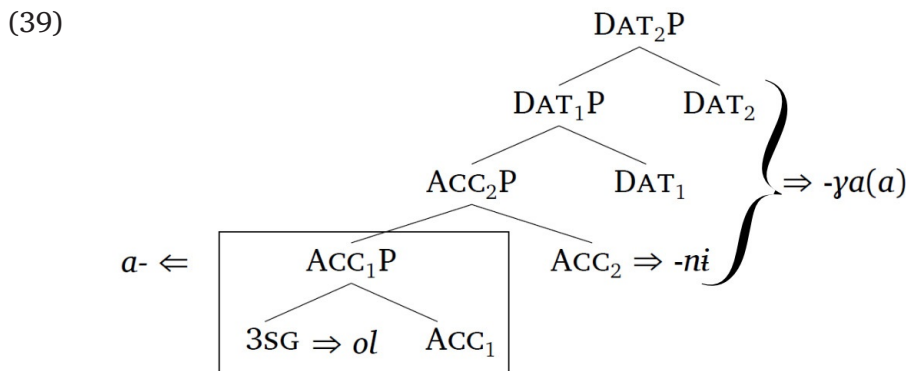 (39)
DAT₂P
DAT₁P DAT₂
ACC₂P DAT₁ ⇒ -ɣa(a)
a- ⇐ ACC₁P ACC₂ ⇒ -nɨ
3SG ⇒ ol ACC₁